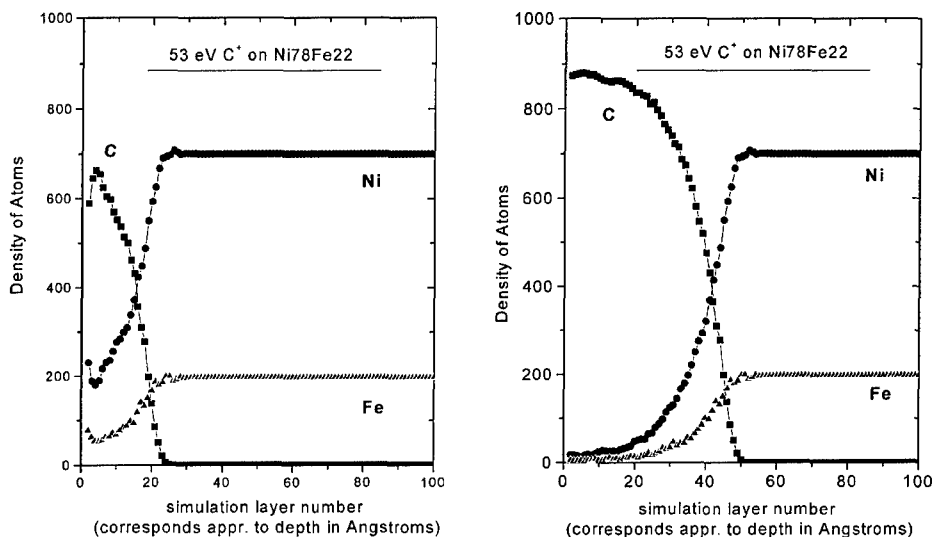 1000
800
600
400
200
0
Density of Atoms
53 eV C⁺ on Ni78Fe22
C
Ni
Fe
0 20 40 60 80 100
simulation layer number
(corresponds appr. to depth in Angstroms)
1000
800
600
400
200
0
Density of Atoms
53 eV C⁺ on Ni78Fe22
C
Ni
Fe
0 20 40 60 80 100
simulation layer number
(corresponds appr. to depth in Angstroms)